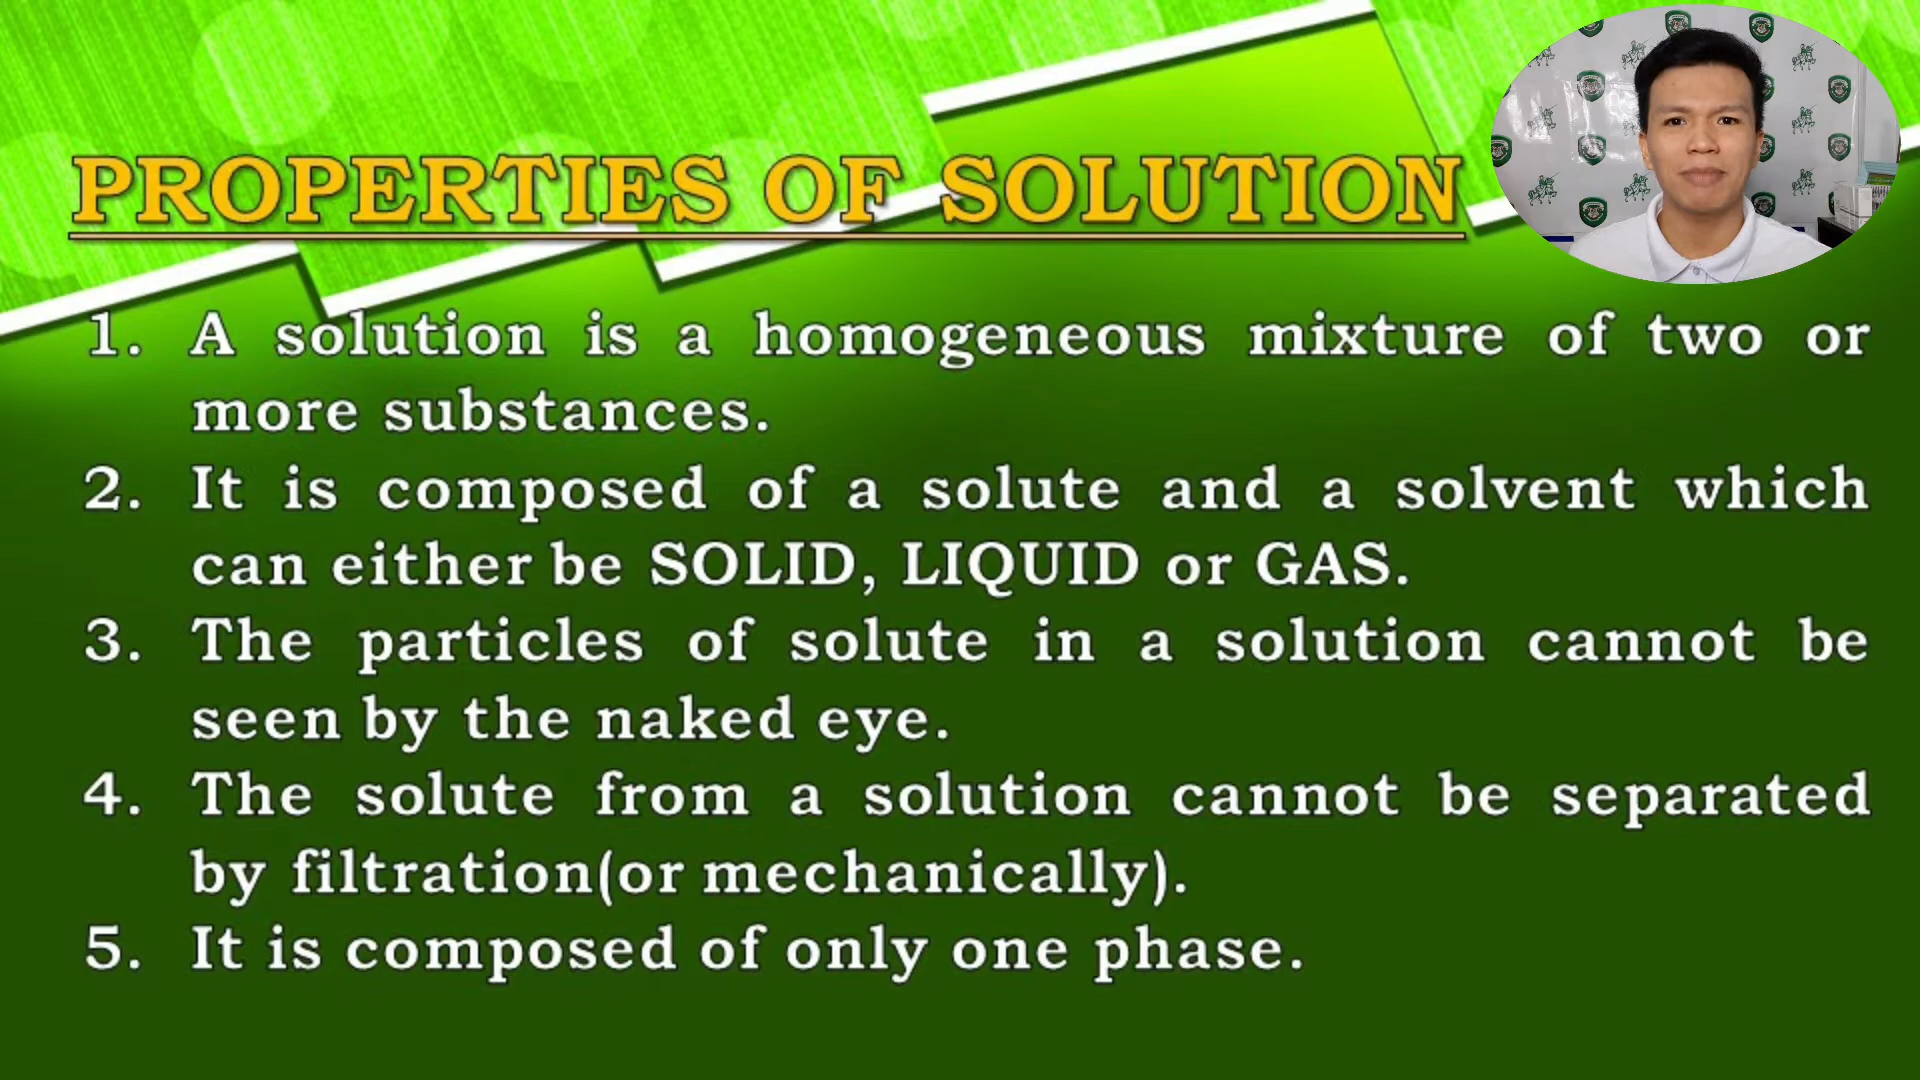 PROPERTIES OF SOLUTION
1. A solution is a homogeneous mixture of two or
more substances.
2. It is composed of a solute and a solvent which
can either be SOLID, LIQUID or GAS.
3. The particles of solute in a solution cannot be
seen by the naked eye.
4. The solute from a solution cannot be separated
by filtration(or mechanically).
5. It is composed of only one phase.